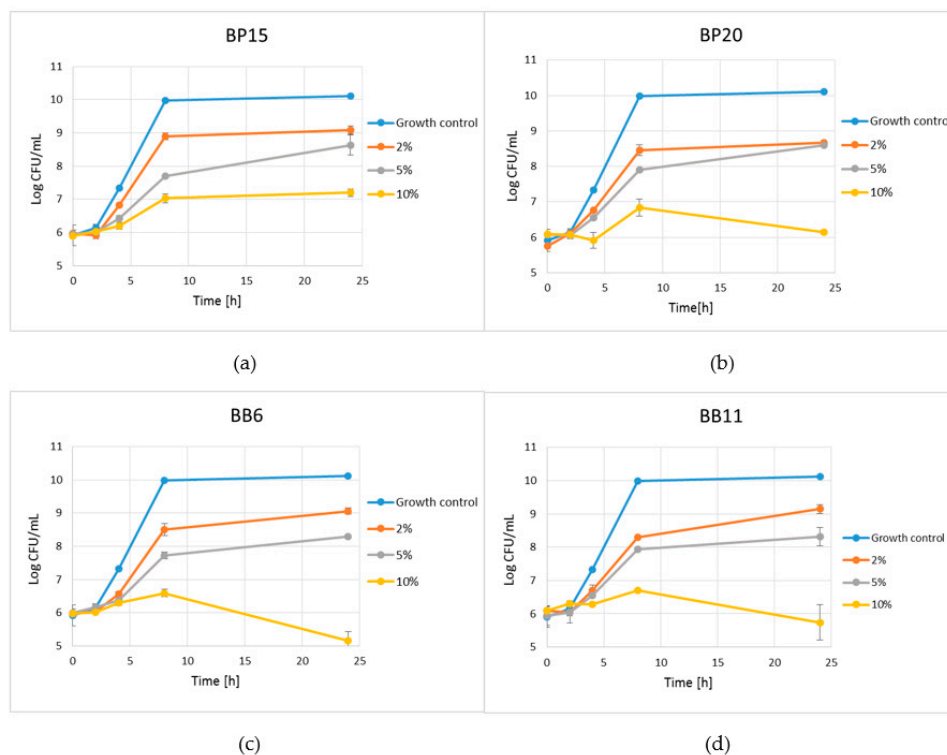 BP15
Log CFU/mL
11
10
9
8
7
6
5
0 5 10 15 20 25
Time [h]
Growth control
2%
5%
10%
(a)
BP20
Log CFU/mL
11
10
9
8
7
6
5
0 5 10 15 20 25
Time[h]
Growth control
2%
5%
10%
(b)
BB6
Log CFU/mL
11
10
9
8
7
6
5
0 5 10 15 20 25
Time [h]
Growth control
2%
5%
10%
(c)
BB11
Log CFU/mL
11
10
9
8
7
6
5
0 5 10 15 20 25
Time [h]
Growth control
2%
5%
10%
(d)